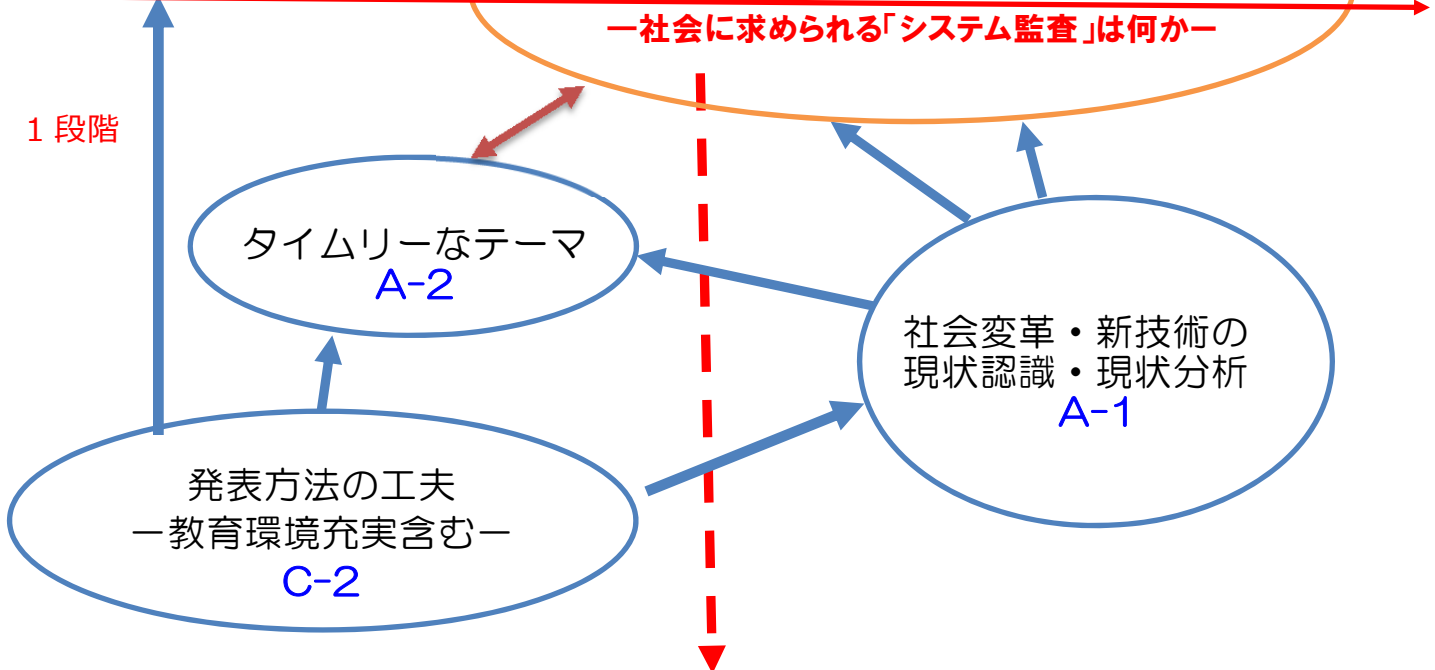 ー社会に求められる「システム監査」は何かー
1 段階
タイムリーなテーマ
A-2
社会変革・新技術の
現状認識・現状分析
A-1
発表方法の工夫
ー教育環境充実含むー
C-2